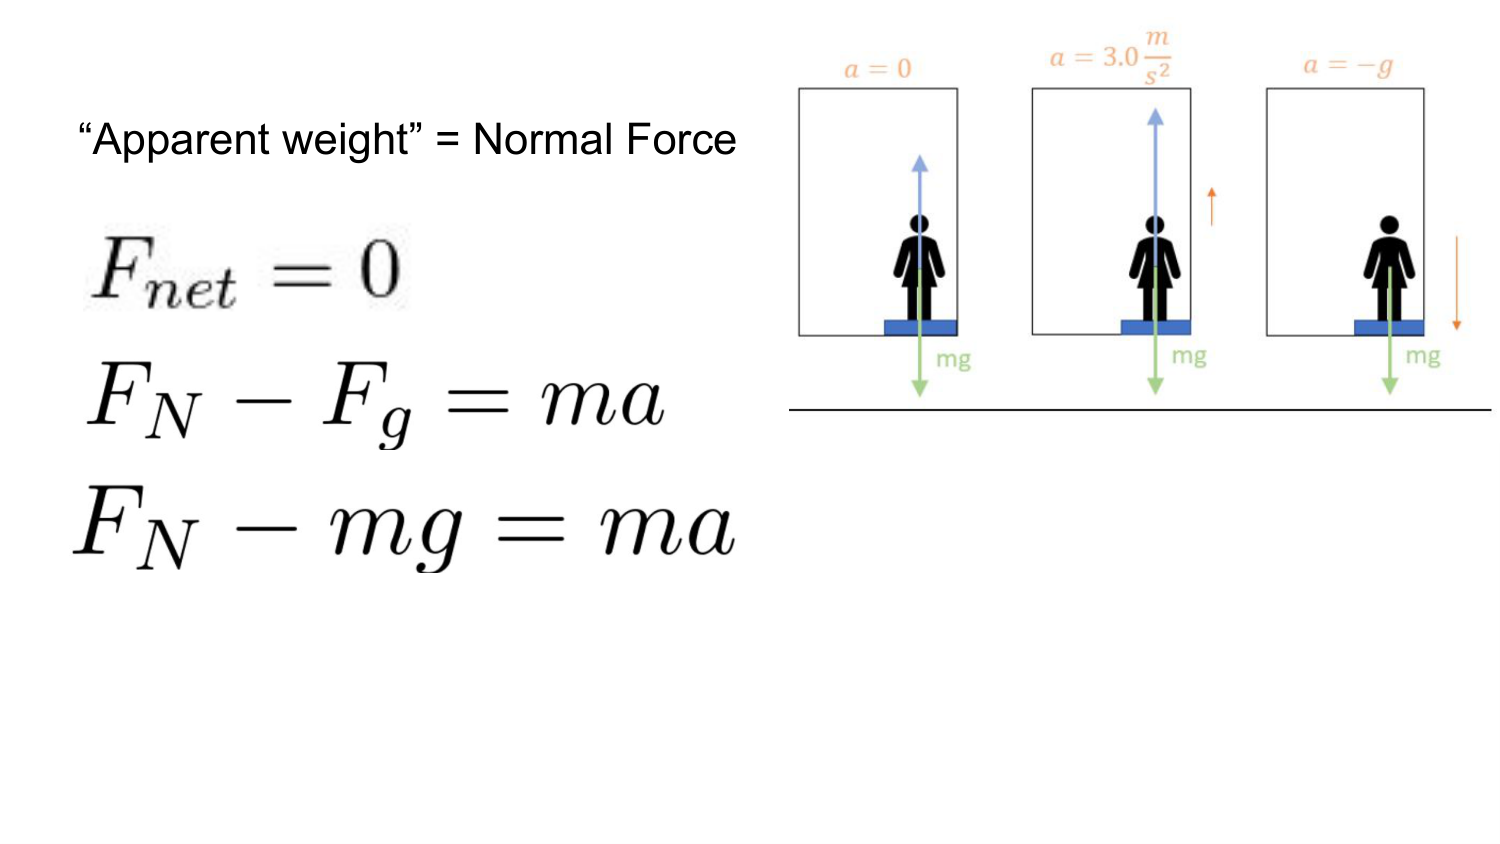 “Apparent weight” = Normal Force
F_{net} = 0
F_N − F_g = ma
F_N − mg = ma
a = 0
a = 3.0 \frac{m}{s^2}
a = −g
mg
mg
mg